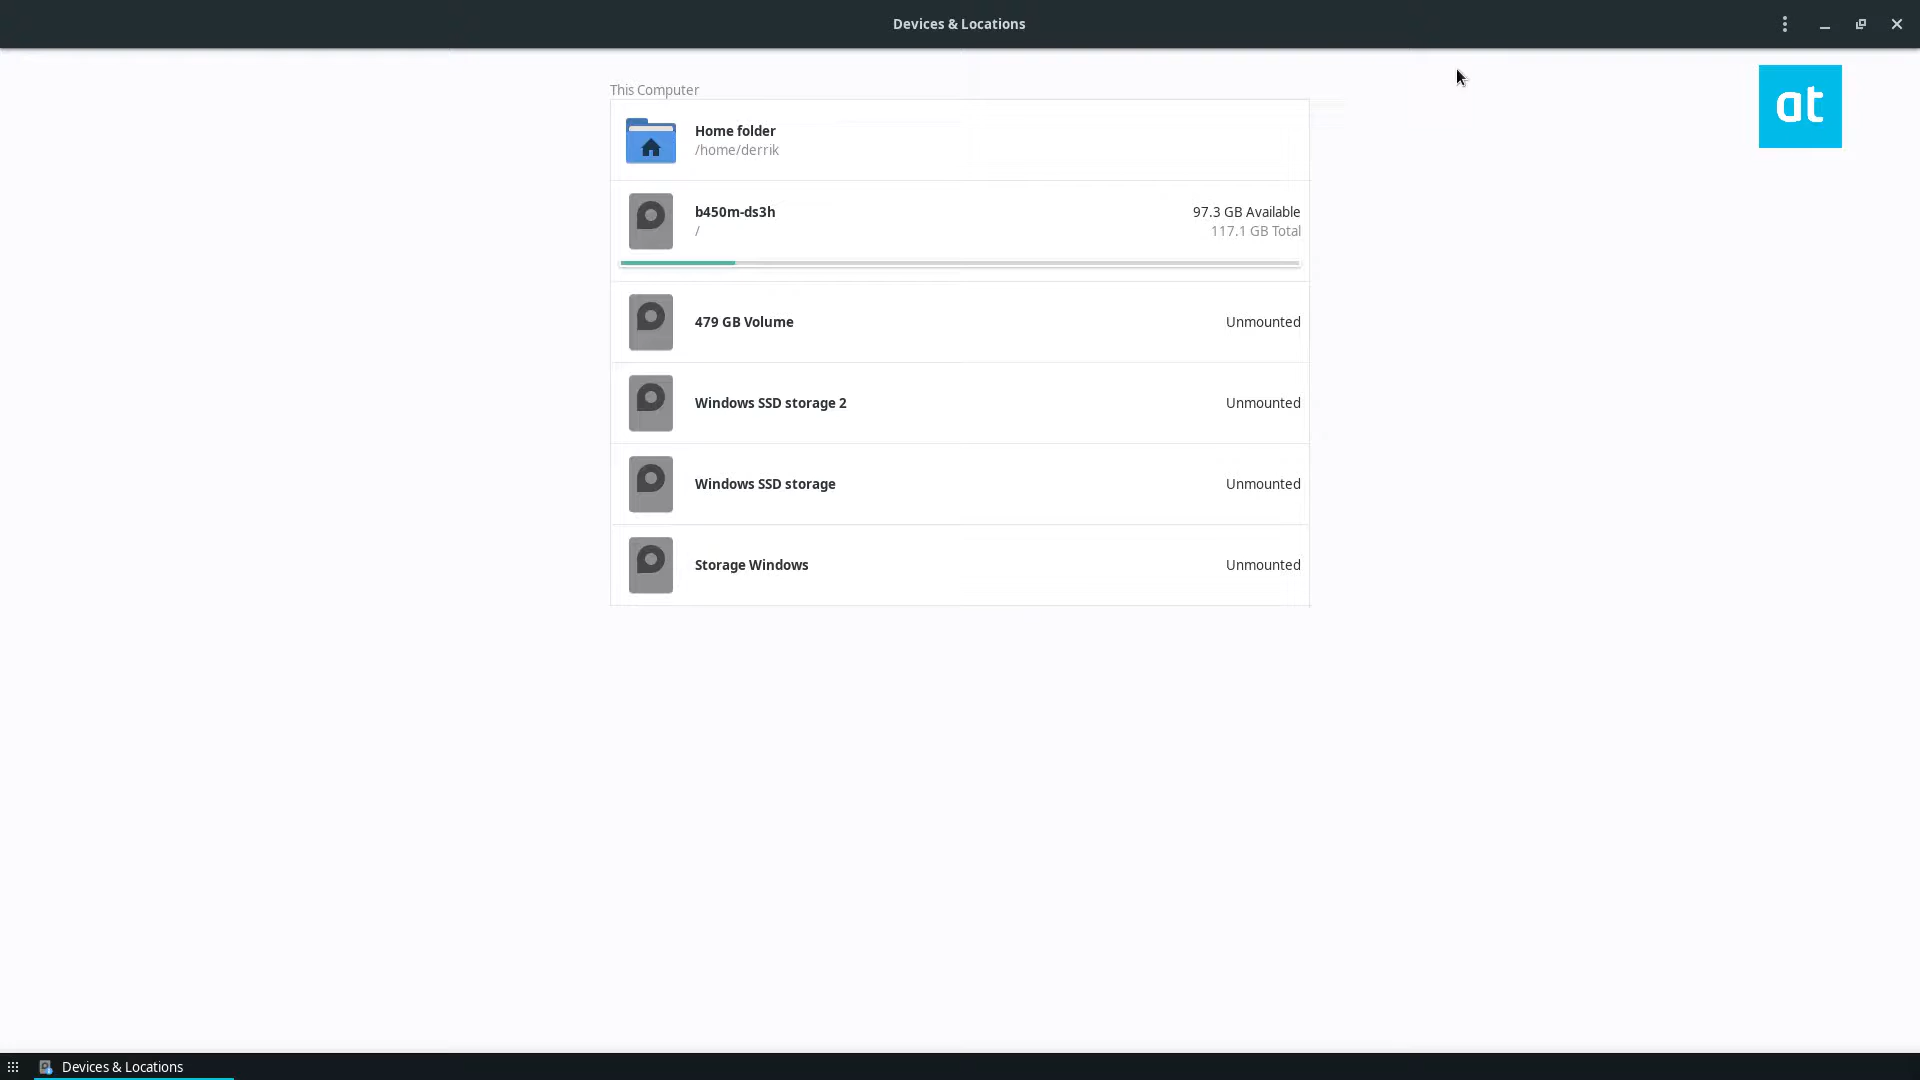 Devices & Locations
at
This Computer
Home folder
/home/derrik
b450m-ds3h
97.3 GB Available
/
117.1 GB Total
479 GB Volume
Unmounted
Windows SSD storage 2
Unmounted
Windows SSD storage
Unmounted
Storage Windows
Unmounted
Devices & Locations